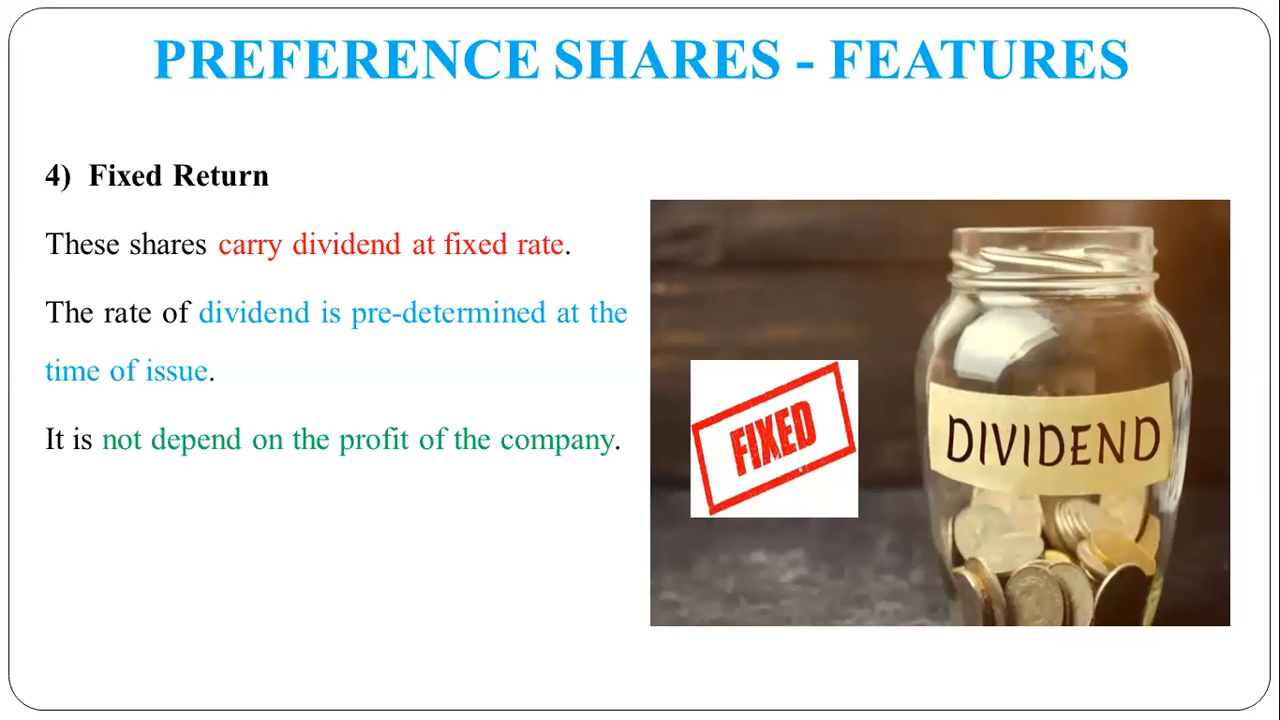 PREFERENCE SHARES - FEATURES
4) Fixed Return
These shares carry dividend at fixed rate.
The rate of dividend is pre-determined at the
time of issue.
It is not depend on the profit of the company.
FIXED
DIVIDEND